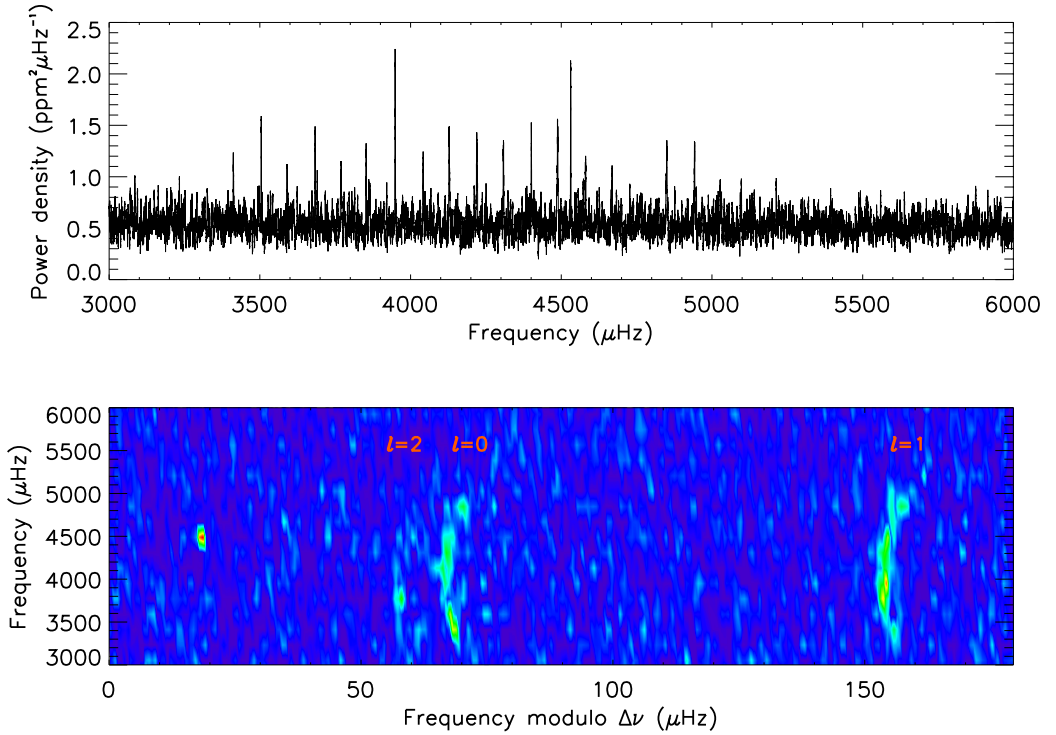 2.5
2.0
1.5
1.0
0.5
0.0
Power density (ppm²μHz⁻¹)
3000 3500 4000 4500 5000 5500 6000
Frequency (μHz)
6000
5500
5000
4500
4000
3500
3000
Frequency (μHz)
l=2 l=0 l=1
0 50 100 150
Frequency modulo Δν (μHz)